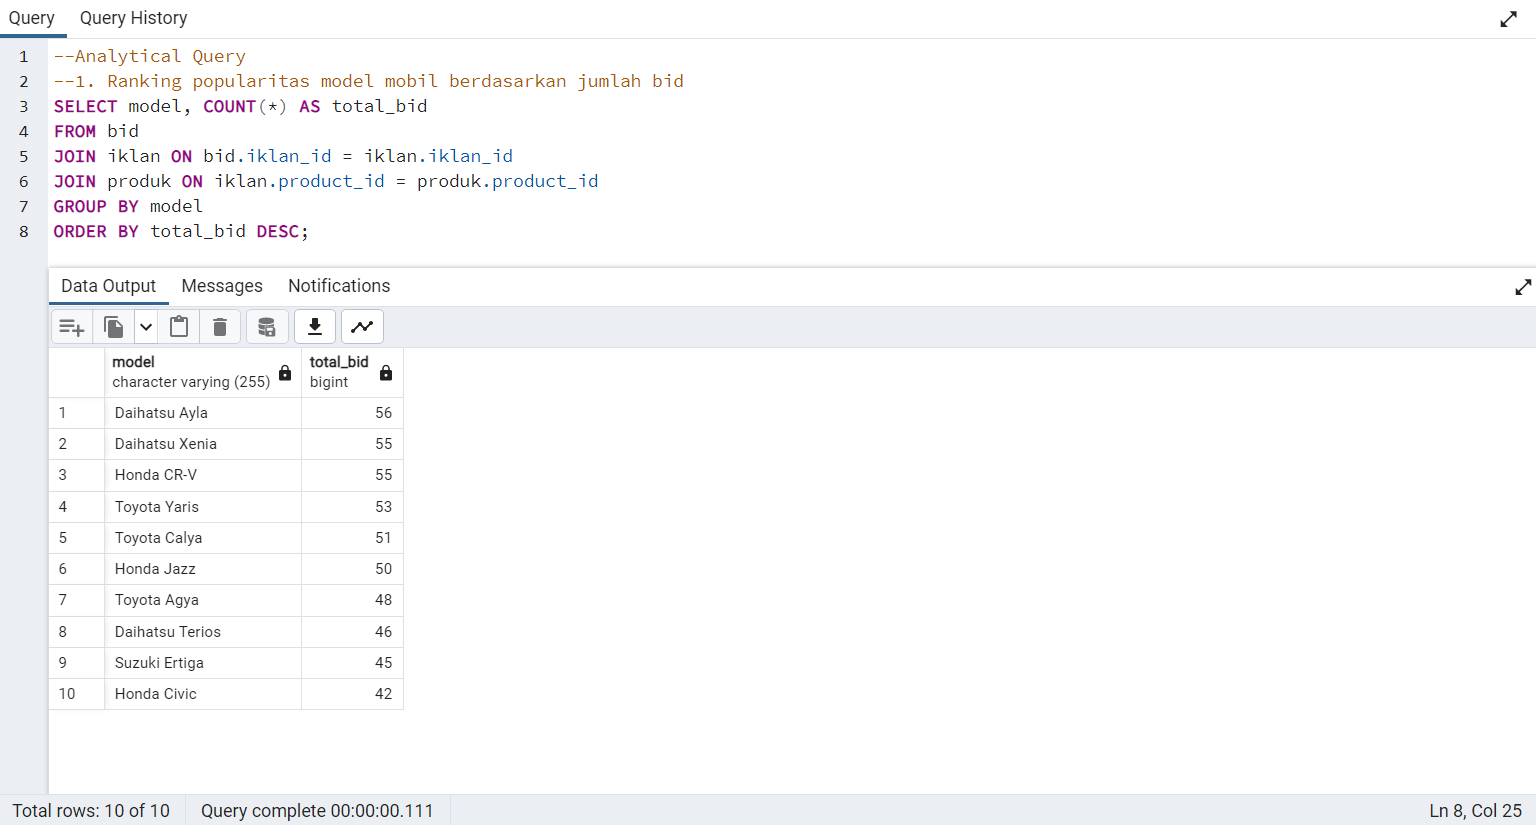 Query Query History
1 --Analytical Query
2 --1. Ranking popularitas model mobil berdasarkan jumlah bid
3 SELECT model, COUNT(*) AS total_bid
4 FROM bid
5 JOIN iklan ON bid.iklan_id = iklan.iklan_id
6 JOIN produk ON iklan.product_id = produk.product_id
7 GROUP BY model
8 ORDER BY total_bid DESC;
Data Output Messages Notifications
model total_bid
character varying (255) bigint
1 Daihatsu Ayla 56
2 Daihatsu Xenia 55
3 Honda CR-V 55
4 Toyota Yaris 53
5 Toyota Calya 51
6 Honda Jazz 50
7 Toyota Agya 48
8 Daihatsu Terios 46
9 Suzuki Ertiga 45
10 Honda Civic 42
Total rows: 10 of 10 Query complete 00:00:00.111 Ln 8, Col 25